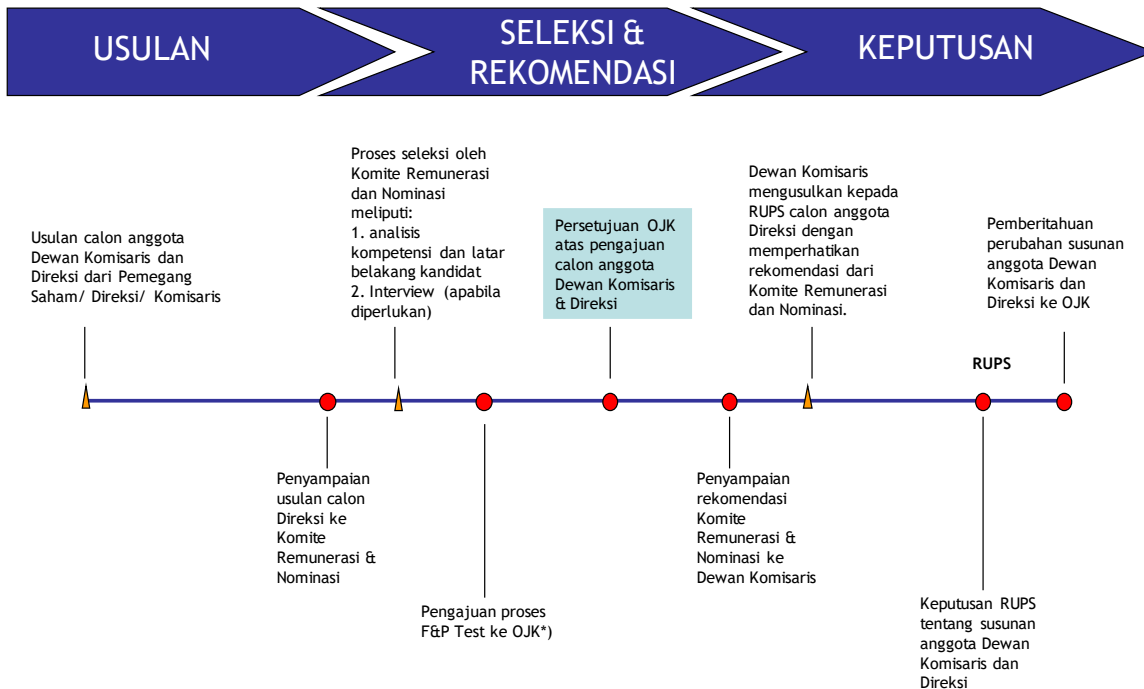 USULAN
SELEKSI &
REKOMENDASI
KEPUTUSAN
Usulan calon anggota
Dewan Komisaris dan
Direksi dari Pemegang
Saham/ Direksi/ Komisaris
Proses seleksi oleh
Komite Remunerasi
dan Nominasi
meliputi:
1. analisis
kompetensi dan latar
belakang kandidat
2. Interview (apabila
diperlukan)
Persetujuan OJK
atas pengajuan
calon anggota
Dewan Komisaris
& Direksi
Dewan Komisaris
mengusulkan kepada
RUPS calon anggota
Direksi dengan
memperhatikan
rekomendasi dari
Komite Remunerasi
dan Nominasi.
Pemberitahuan
perubahan susunan
anggota Dewan
Komisaris dan
Direksi ke OJK
RUPS
Penyampaian
usulan calon
Direksi ke
Komite
Remunerasi &
Nominasi
Pengajuan proses
F&P Test ke OJK*)
Penyampaian
rekomendasi
Komite
Remunerasi &
Nominasi ke
Dewan Komisaris
Keputusan RUPS
tentang susunan
anggota Dewan
Komisaris dan
Direksi